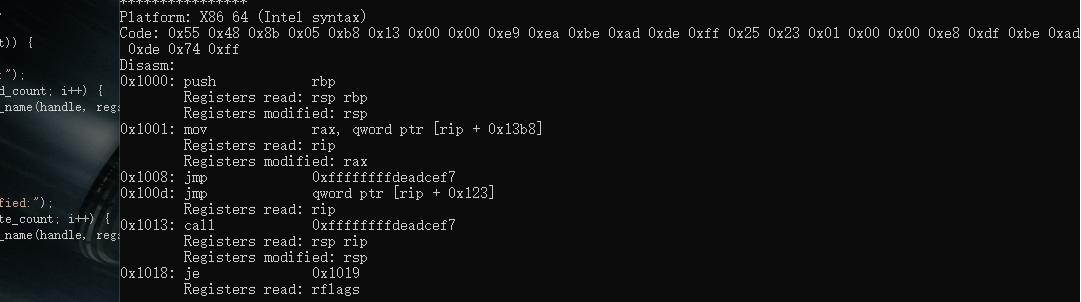 ****************
Platform: X86 64 (Intel syntax)
Code: 0x55 0x48 0x8b 0x05 0xb8 0x13 0x00 0x00 0xe9 0xea 0xbe 0xad 0xde 0xff 0x25 0x23 0x01 0x00 0x00 0xe8 0xdf 0xbe 0xad
0xde 0x74 0xff
Disasm:
0x1000: push rbp
Registers read: rsp rbp
Registers modified: rsp
0x1001: mov rax, qword ptr [rip + 0x13b8]
Registers read: rip
Registers modified: rax
0x1008: jmp 0xffffffffdeadcef7
0x100d: jmp qword ptr [rip + 0x123]
Registers read: rip
0x1013: call 0xffffffffdeadcef7
Registers read: rsp rip
Registers modified: rsp
0x1018: je 0x1019
Registers read: rflags
t)) {
:");
d_count; i++) {
_name(handle, regs
fied:");
te_count; i++) {
_name(handle, regs